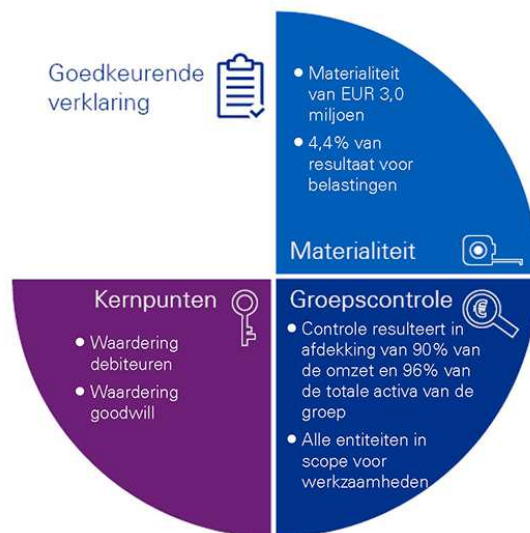 Goedkeurende
verklaring
• Materialiteit
van EUR 3,0
miljoen
• 4,4% van
resultaat voor
belastingen
Materialiteit
Kernpunten
• Waardering
debiteuren
• Waardering
goodwill
Groepscontrole
€
• Controle resulteert in
afdekking van 90% van
de omzet en 96% van
de totale activa van de
groep
• Alle entiteiten in
scope voor
werkzaamheden